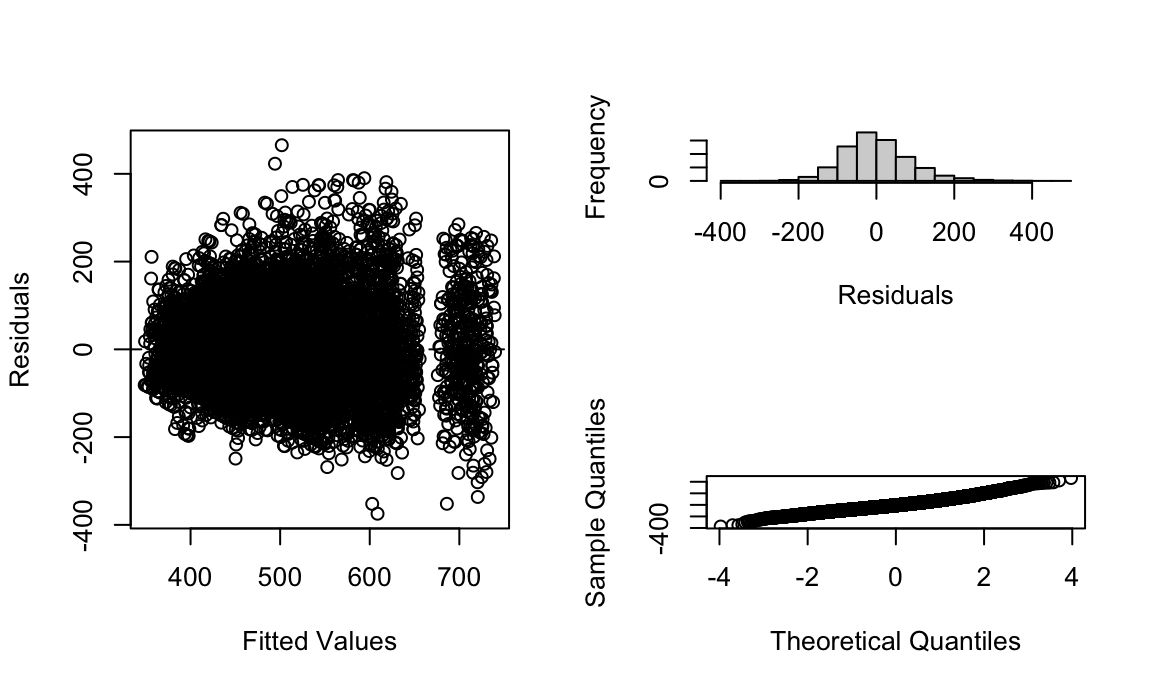 Residuals
400
200
0
-200
-400
400 500 600 700
Fitted Values
Frequency
0
-400 -200 0 200 400
Residuals
Sample Quantiles
-400
-4 -2 0 2 4
Theoretical Quantiles